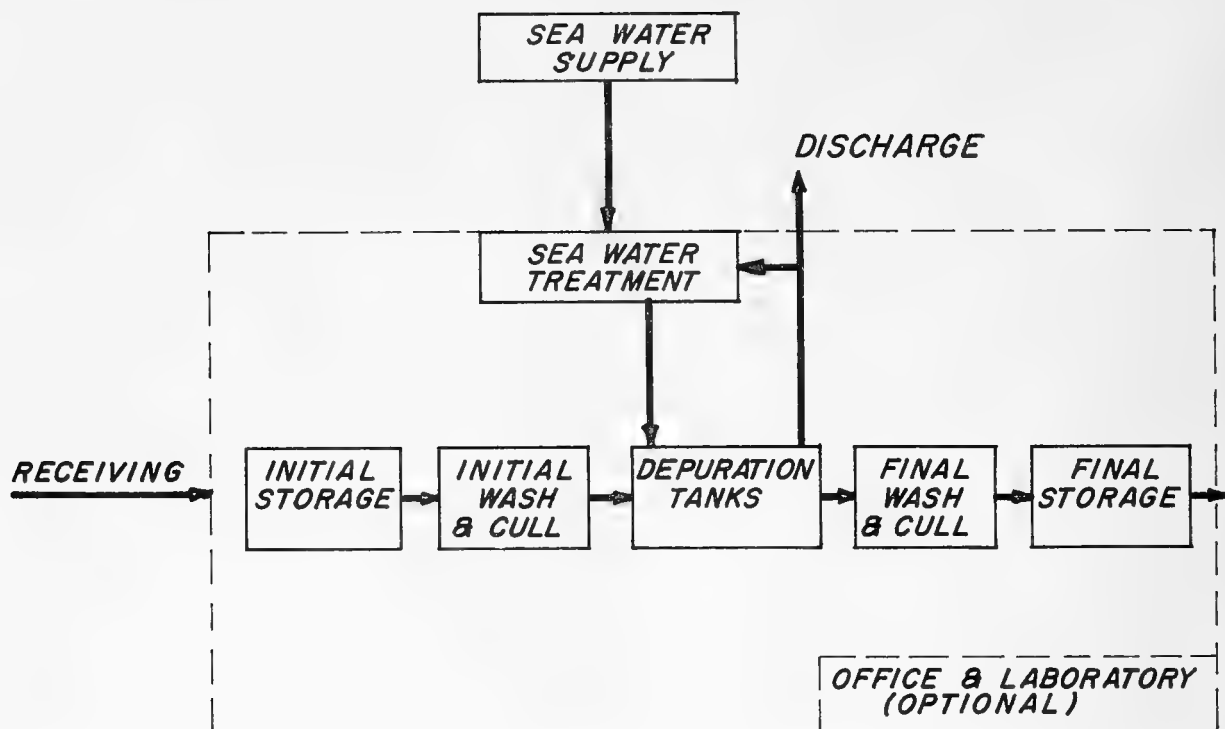 SEA WATER
SUPPLY
DISCHARGE
SEA WATER
TREATMENT
RECEIVING
INITIAL
STORAGE
INITIAL
WASH
& CULL
DEPURATION
TANKS
FINAL
WASH
& CULL
FINAL
STORAGE
OFFICE & LABORATORY
(OPTIONAL)